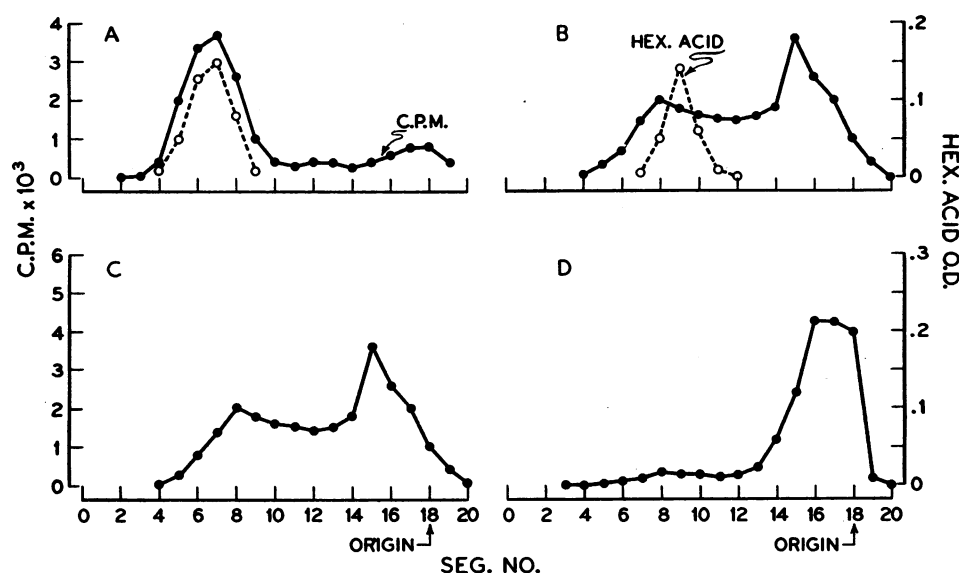 A
4
3
2
1
0
C.P.M.
B
HEX. ACID
.2
.1
0
C.P.M. x 10³
HEX. ACID O.D.
C
6
5
4
3
2
1
0
0 2 4 6 8 10 12 14 16 18 20
ORIGIN
D
.3
.2
.1
0
0 2 4 6 8 10 12 14 16 18 20
ORIGIN
SEG. NO.